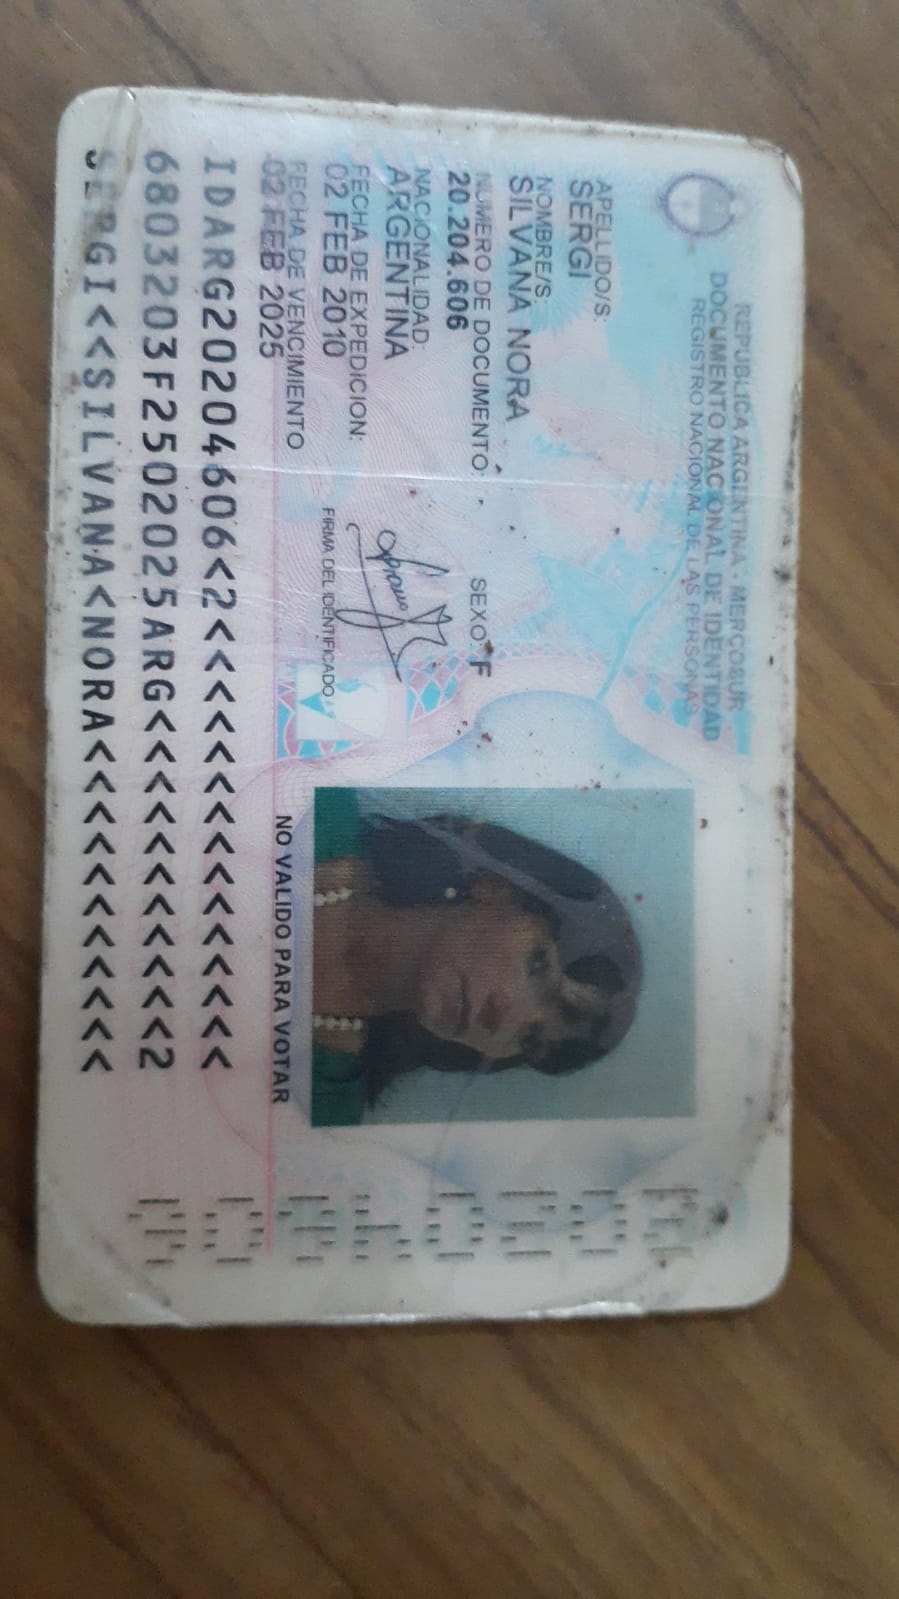 REPUBLICA ARGENTINA - MERCOSUR
DOCUMENTO NACIONAL DE IDENTIDAD
REGISTRO NACIONAL DE LAS PERSONAS
APELLIDO/S:
SERGI
NOMBRE/S:
SILVANA NORA
NUMERO DE DOCUMENTO: SEXO: F
20.204.606
NACIONALIDAD:
ARGENTINA
FECHA DE EXPEDICION:
02 FEB 2010
FIRMA DEL IDENTIFICADO
FECHA DE VENCIMIENTO
02 FEB 2025
NO VALIDO PARA VOTAR
IDARG20204606<2<<<<<<<<<<<<<<<
6803203F2502025ARG<<<<<<<<<<<2
SERGI<<SILVANA<NORA<<<<<<<<<<<